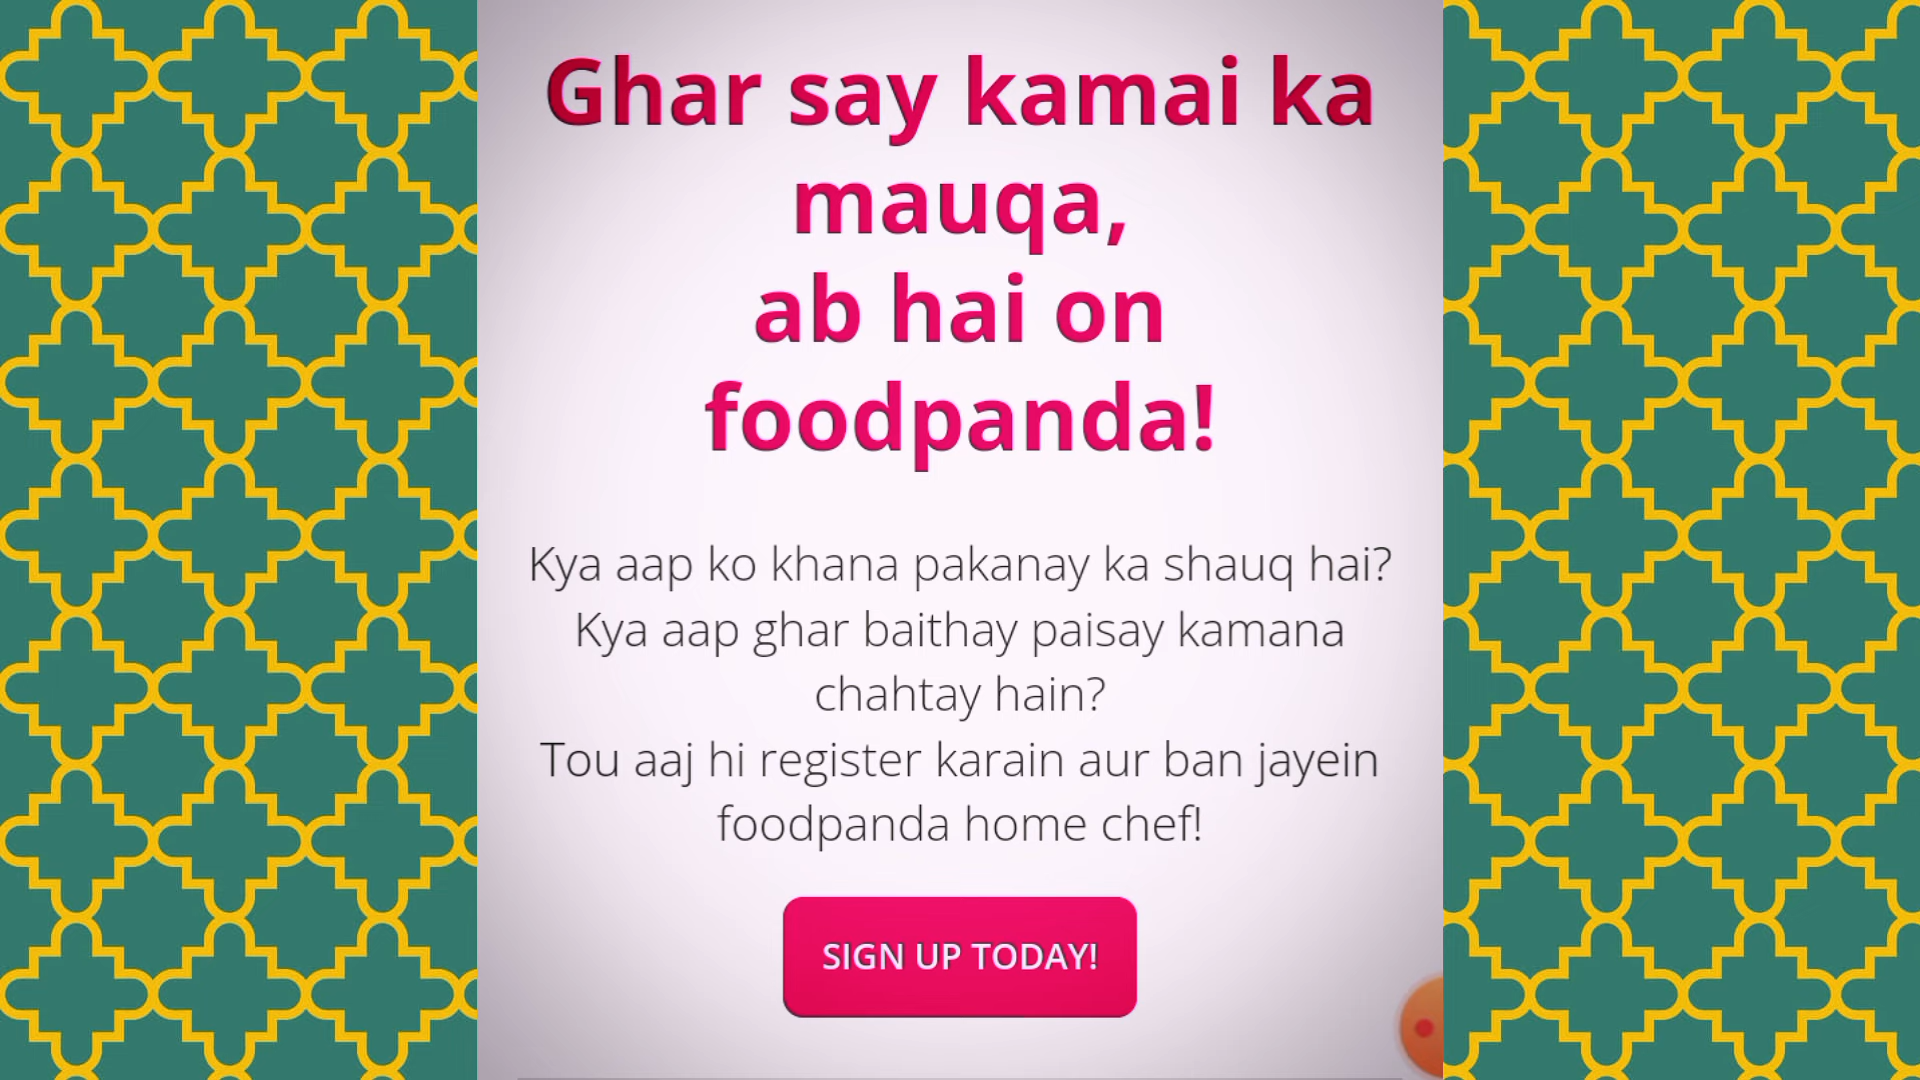 Ghar say kamai ka
mauqa,
ab hai on
foodpanda!
Kya aap ko khana pakanay ka shauq hai?
Kya aap ghar baithay paisay kamana
chahtay hain?
Tou aaj hi register karain aur ban jayein
foodpanda home chef!
SIGN UP TODAY!